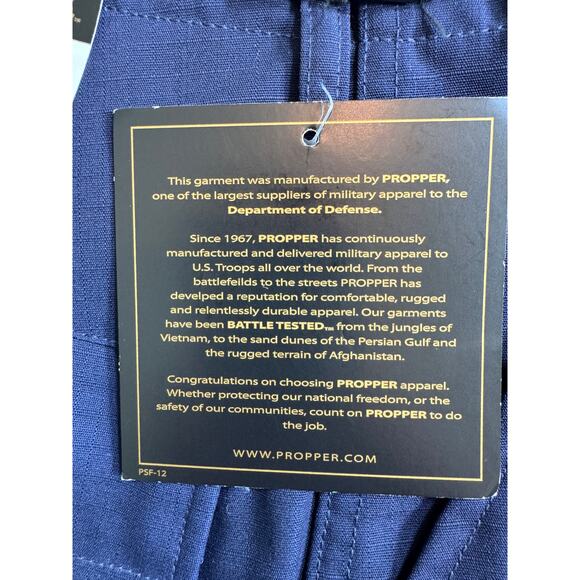 This garment was manufactured by PROPPER,
one of the largest suppliers of military apparel to the
Department of Defense.
Since 1967, PROPPER has continuously
manufactured and delivered military apparel to
U.S. Troops all over the world. From the
battlefeilds to the streets PROPPER has
develped a reputation for comfortable, rugged
and relentlessly durable apparel. Our garments
have been BATTLE TESTED™ from the jungles of
Vietnam, to the sand dunes of the Persian Gulf and
the rugged terrain of Afghanistan.
Congratulations on choosing PROPPER apparel.
Whether protecting our national freedom, or the
safety of our communities, count on PROPPER to do
the job.
WWW.PROPPER.COM
PSF-12